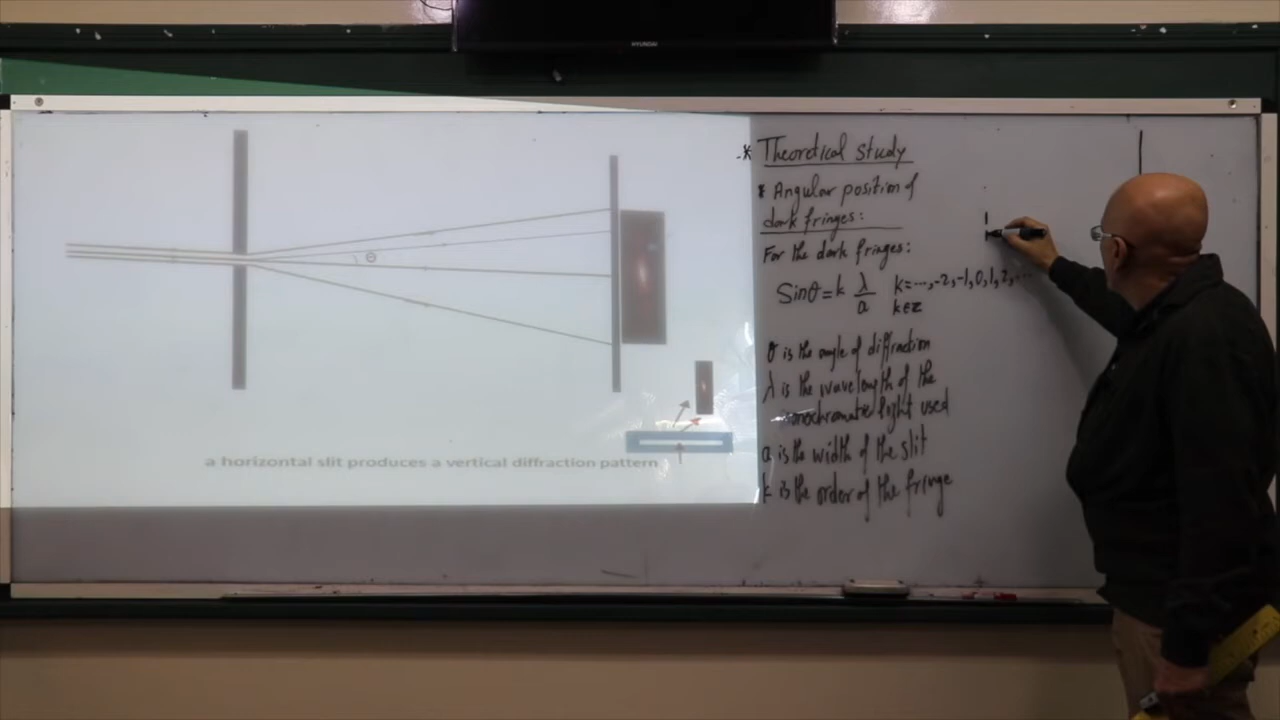 HYUNDAI
θ
a horizontal slit produces a vertical diffraction pattern
* Theoretical study
* Angular position of
dark fringes:
For the dark fringes:
Sinθ = k λ/a k=...,-2,-1,0,1,2,...
k∈Z
θ is the angle of diffraction
λ is the wavelength of the
monochromatic light used
a is the width of the slit
k is the order of the fringe